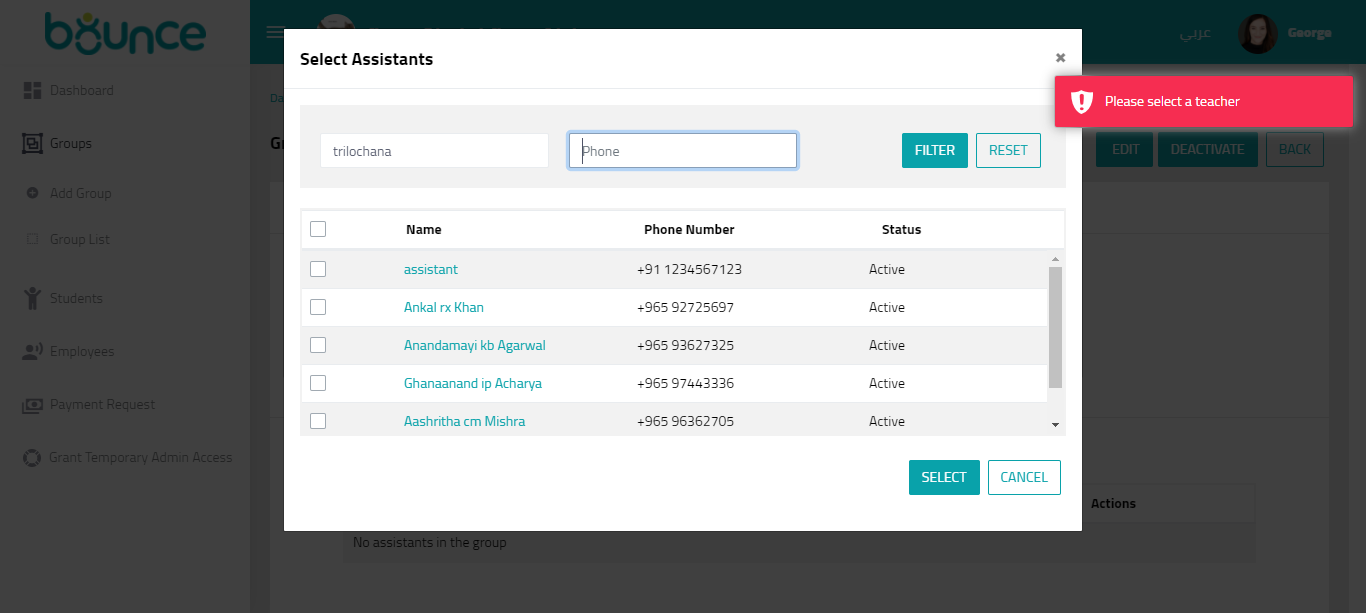 bounce
عربي
George
Select Assistants
Please select a teacher
Dashboard
Da
Groups
Gr
trilochana
Phone
FILTER
RESET
EDIT
DEACTIVATE
BACK
Add Group
Group List
Students
Employees
Payment Request
Grant Temporary Admin Access
Name Phone Number Status
assistant +91 1234567123 Active
Ankal rx Khan +965 92725697 Active
Anandamayi kb Agarwal +965 93627325 Active
Ghanaanand ip Acharya +965 97443336 Active
Aashritha cm Mishra +965 96362705 Active
SELECT
CANCEL
Actions
No assistants in the group